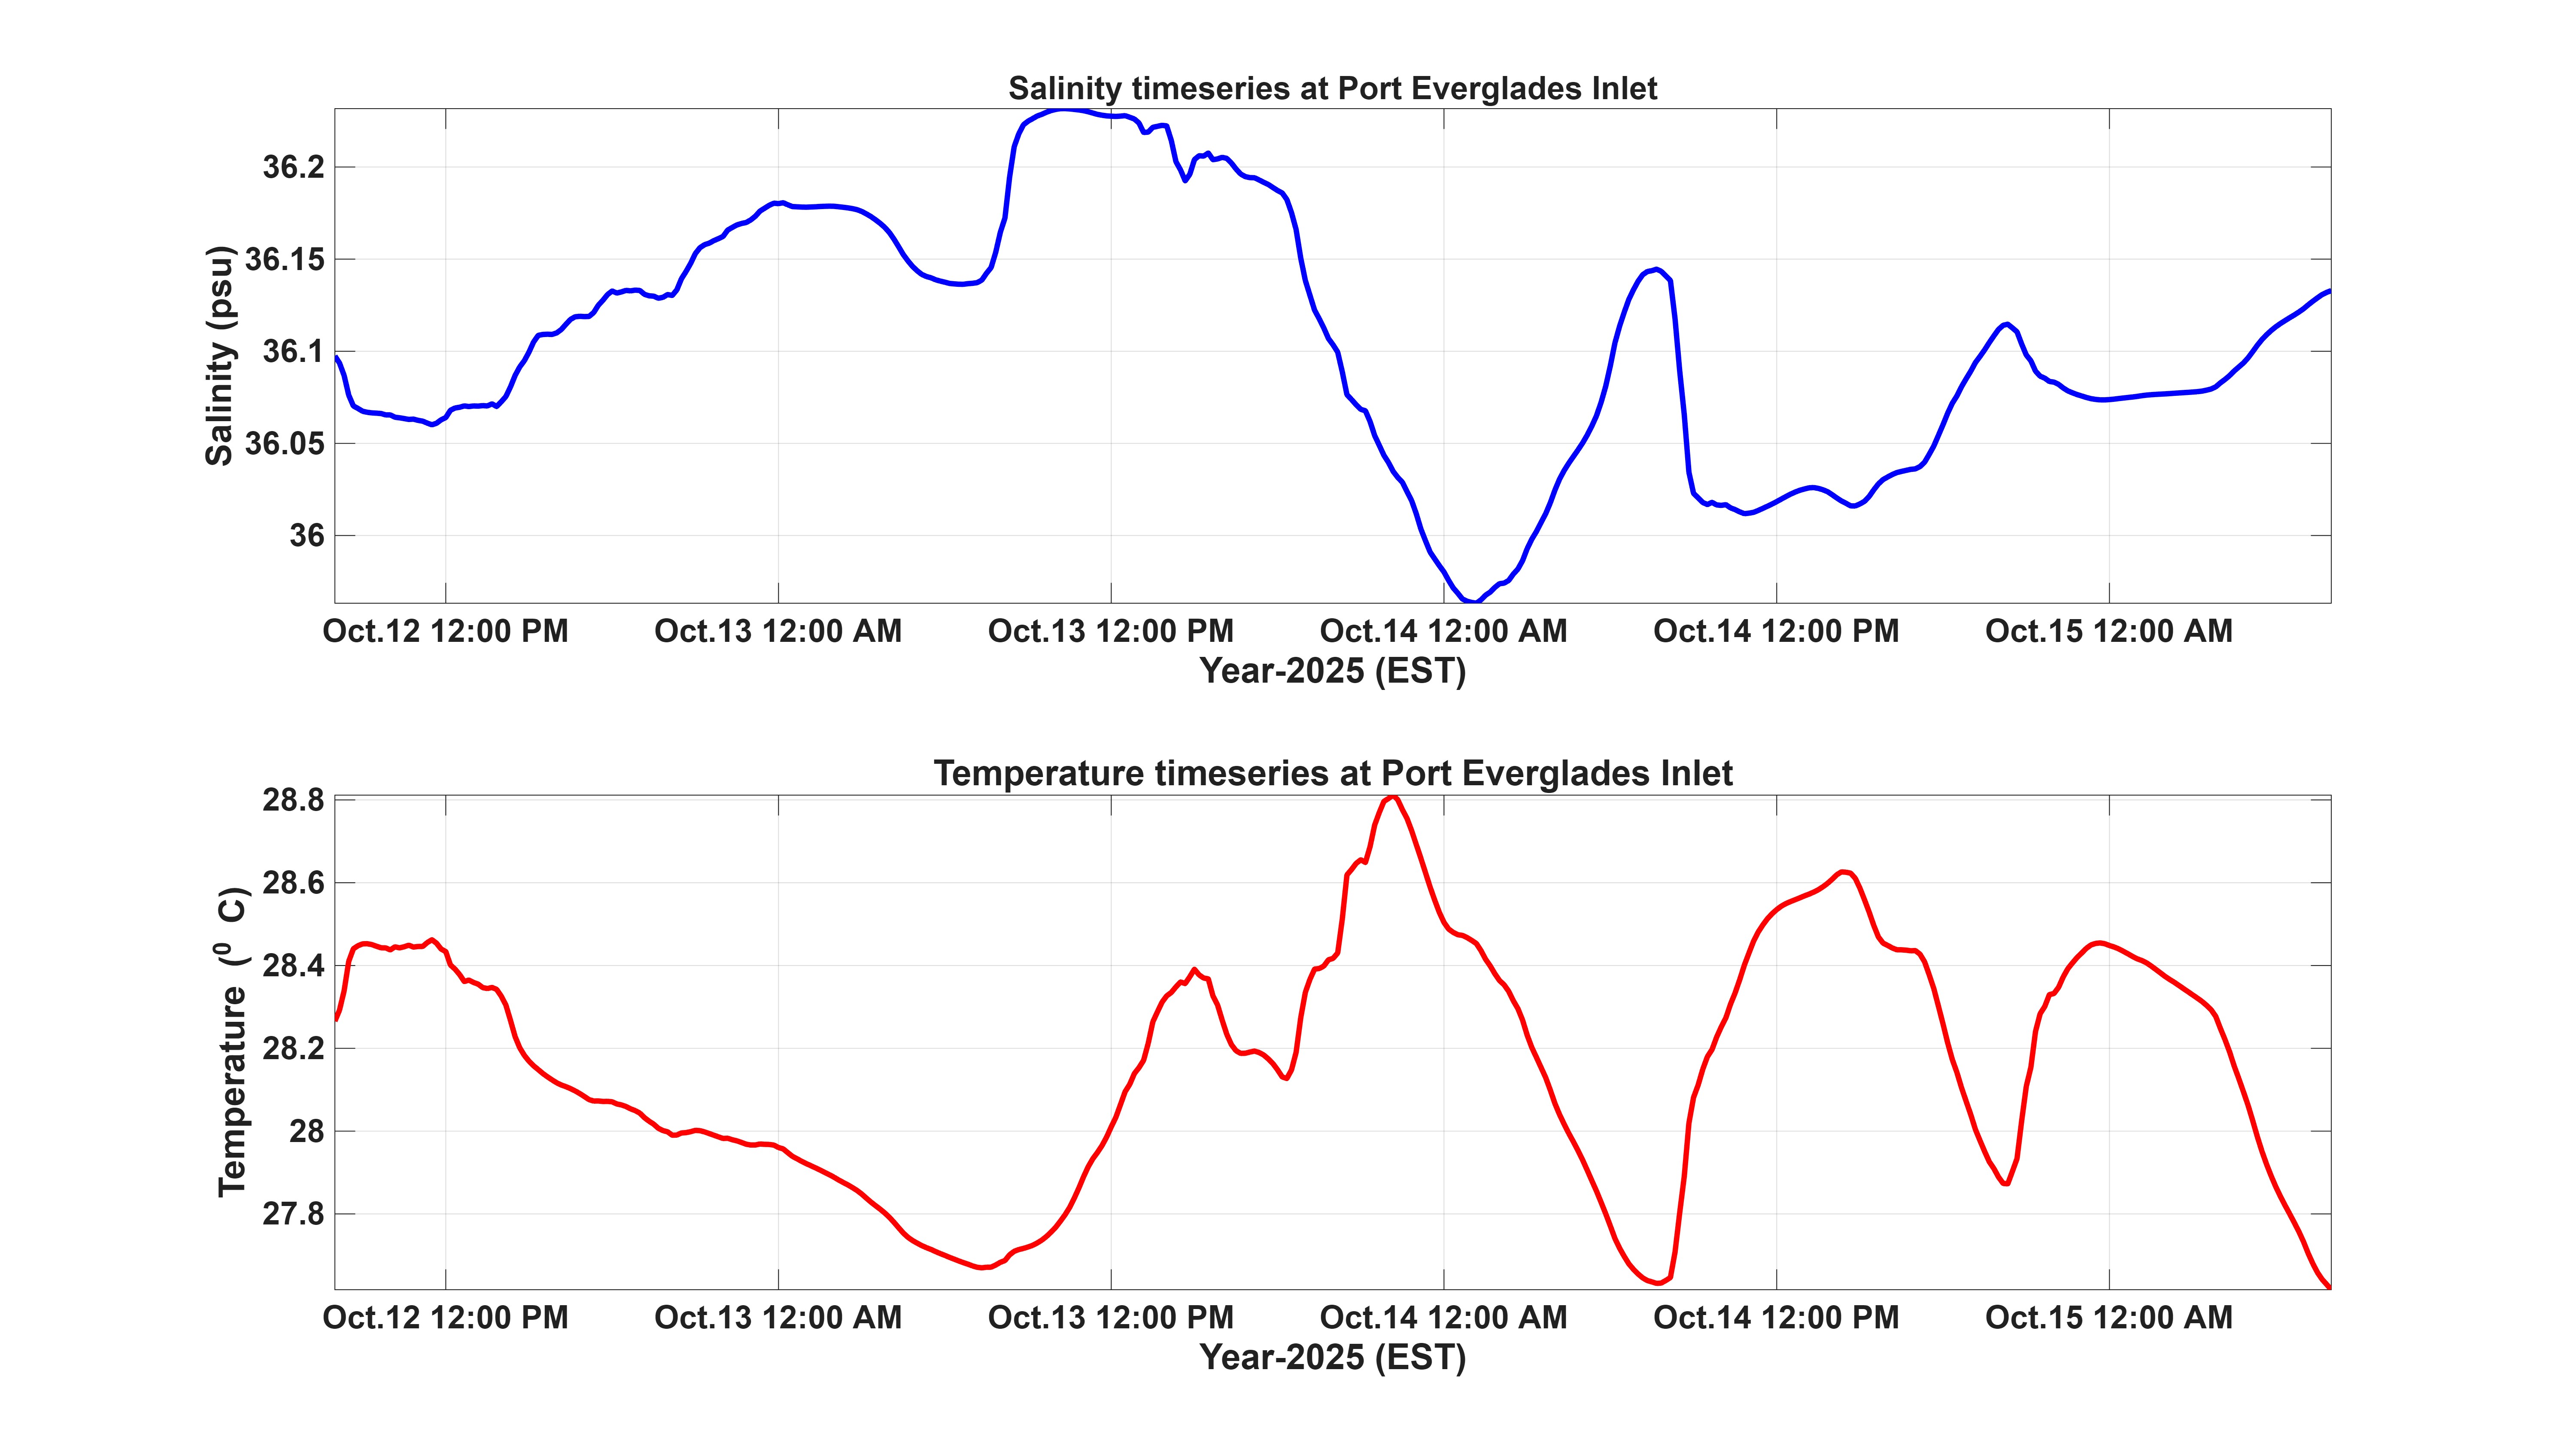 Salinity timeseries at Port Everglades Inlet
Salinity (psu)
36.2
36.15
36.1
36.05
36
Oct.12 12:00 PM Oct.13 12:00 AM Oct.13 12:00 PM Oct.14 12:00 AM Oct.14 12:00 PM Oct.15 12:00 AM
Year-2025 (EST)
Temperature timeseries at Port Everglades Inlet
Temperature (⁰ C)
28.8
28.6
28.4
28.2
28
27.8
Oct.12 12:00 PM Oct.13 12:00 AM Oct.13 12:00 PM Oct.14 12:00 AM Oct.14 12:00 PM Oct.15 12:00 AM
Year-2025 (EST)